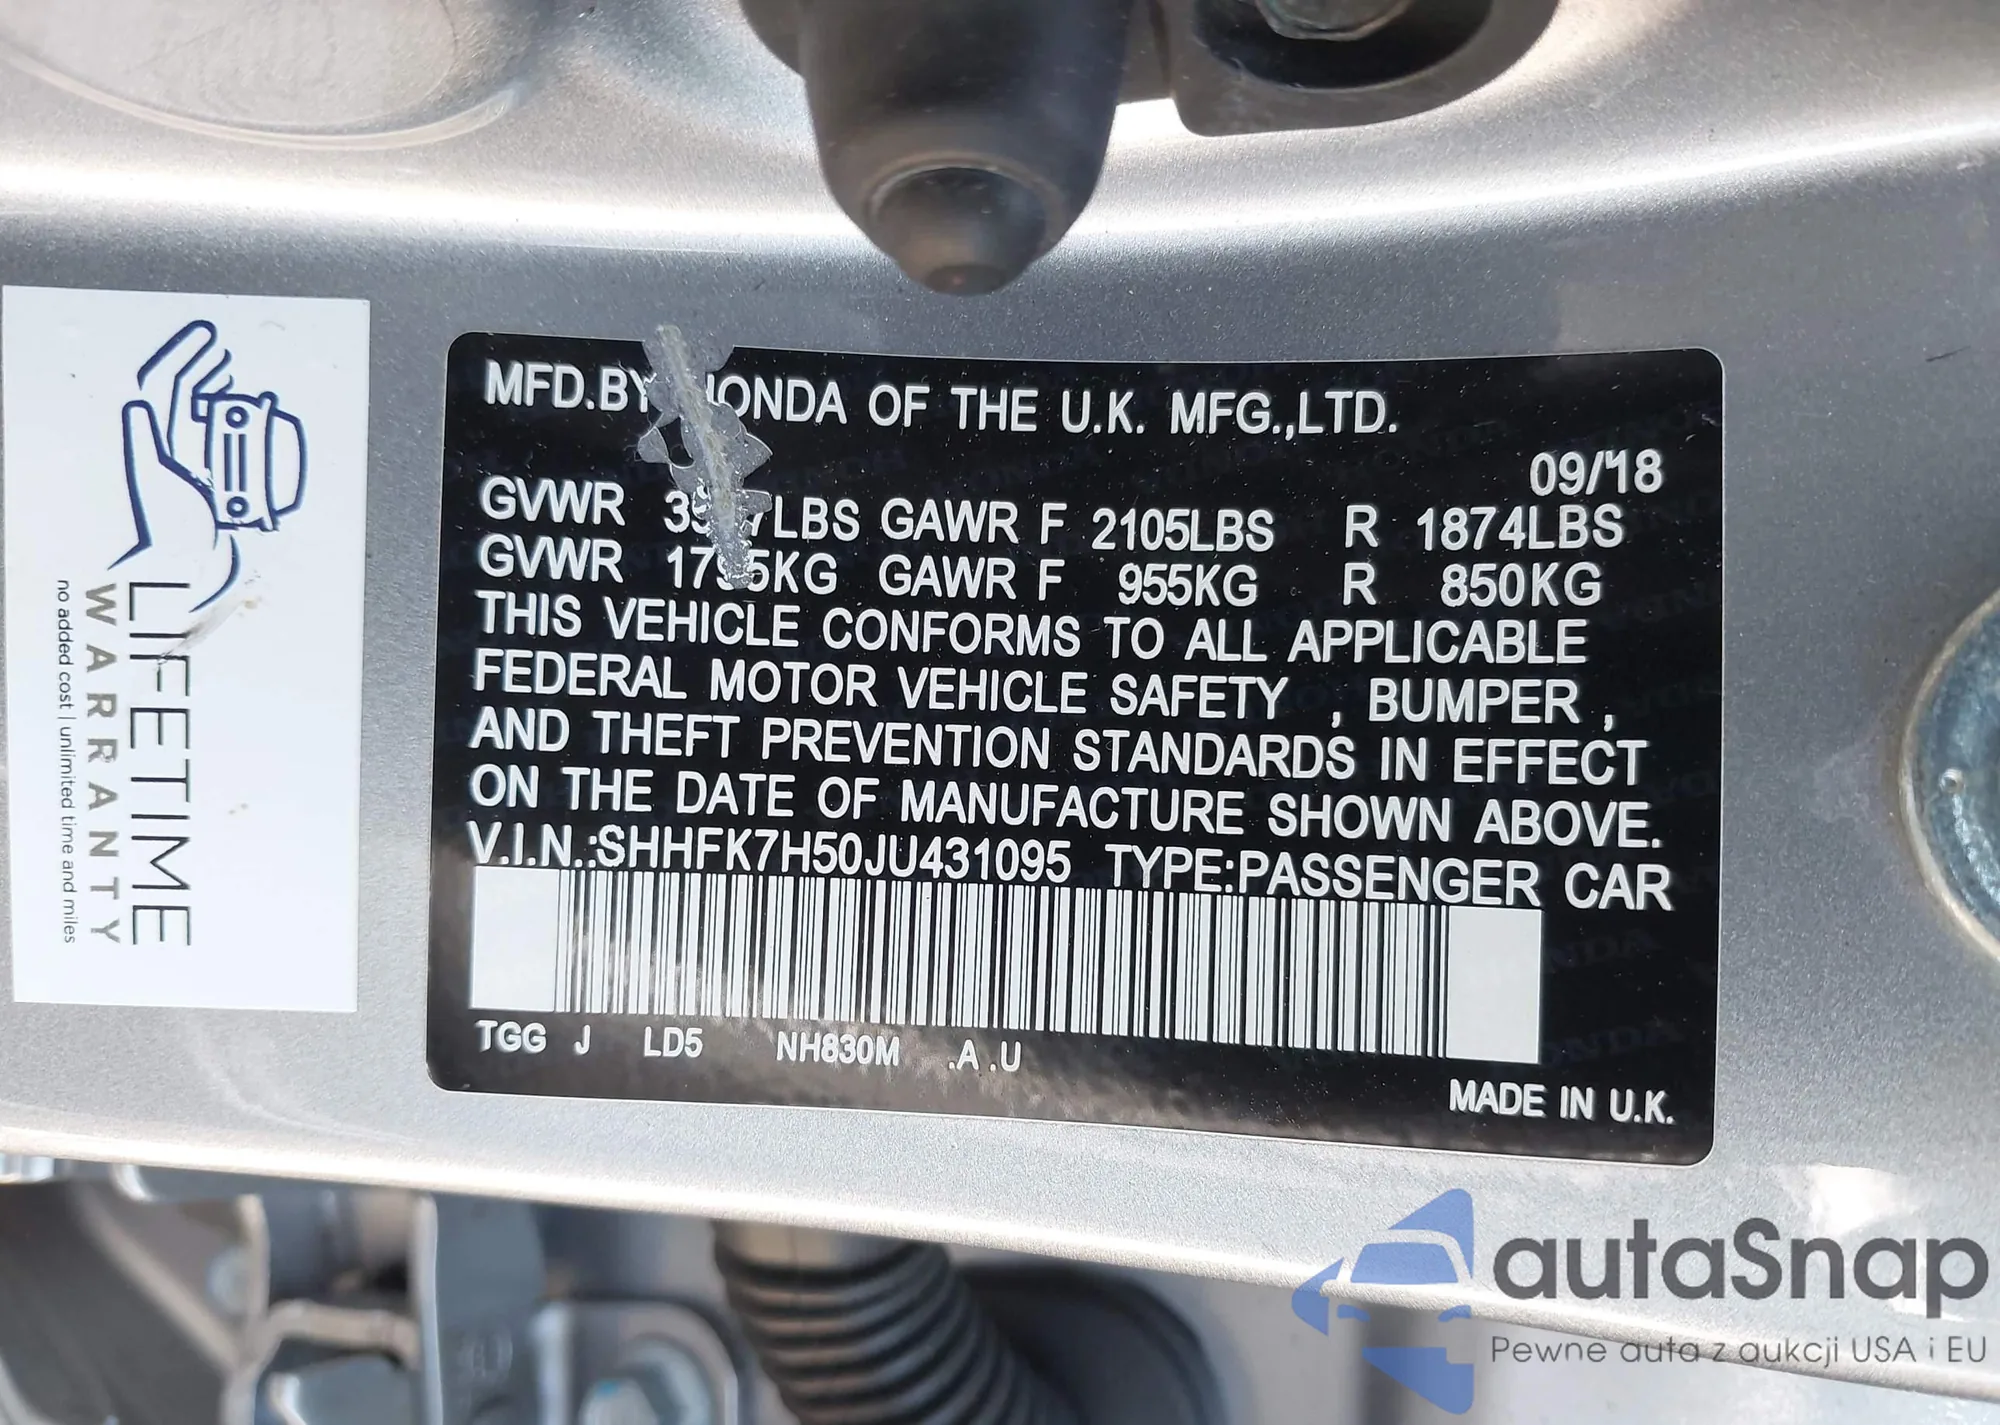 LIFETIME
WARRANTY
no added cost | unlimited time and miles
MFD.BY HONDA OF THE U.K. MFG.,LTD.
09/18
GVWR LBS GAWR F 2105LBS R 1874LBS
GVWR KG GAWR F 955KG R 850KG
THIS VEHICLE CONFORMS TO ALL APPLICABLE
FEDERAL MOTOR VEHICLE SAFETY , BUMPER ,
AND THEFT PREVENTION STANDARDS IN EFFECT
ON THE DATE OF MANUFACTURE SHOWN ABOVE.
V.I.N.:SHHFK7H50JU431095 TYPE:PASSENGER CAR
TGG J LD5 NH830M .A .U
MADE IN U.K.
autaSnap
Pewne auta z aukcji USA i EU